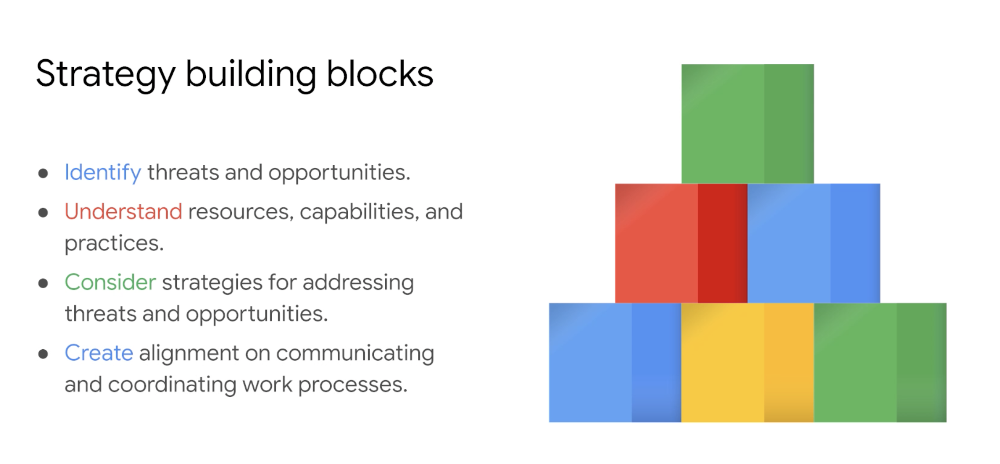 Strategy building blocks
● Identify threats and opportunities.
● Understand resources, capabilities, and
practices.
● Consider strategies for addressing
threats and opportunities.
● Create alignment on communicating
and coordinating work processes.